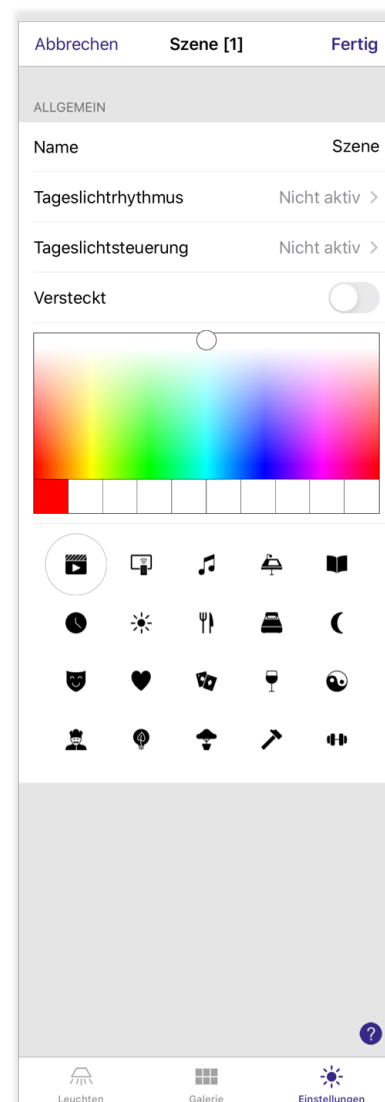 Abbrechen Szene [1] Fertig
ALLGEMEIN
Name Szene
Tageslichtrhythmus Nicht aktiv >
Tageslichtsteuerung Nicht aktiv >
Versteckt
?
Leuchten Galerie Einstellungen